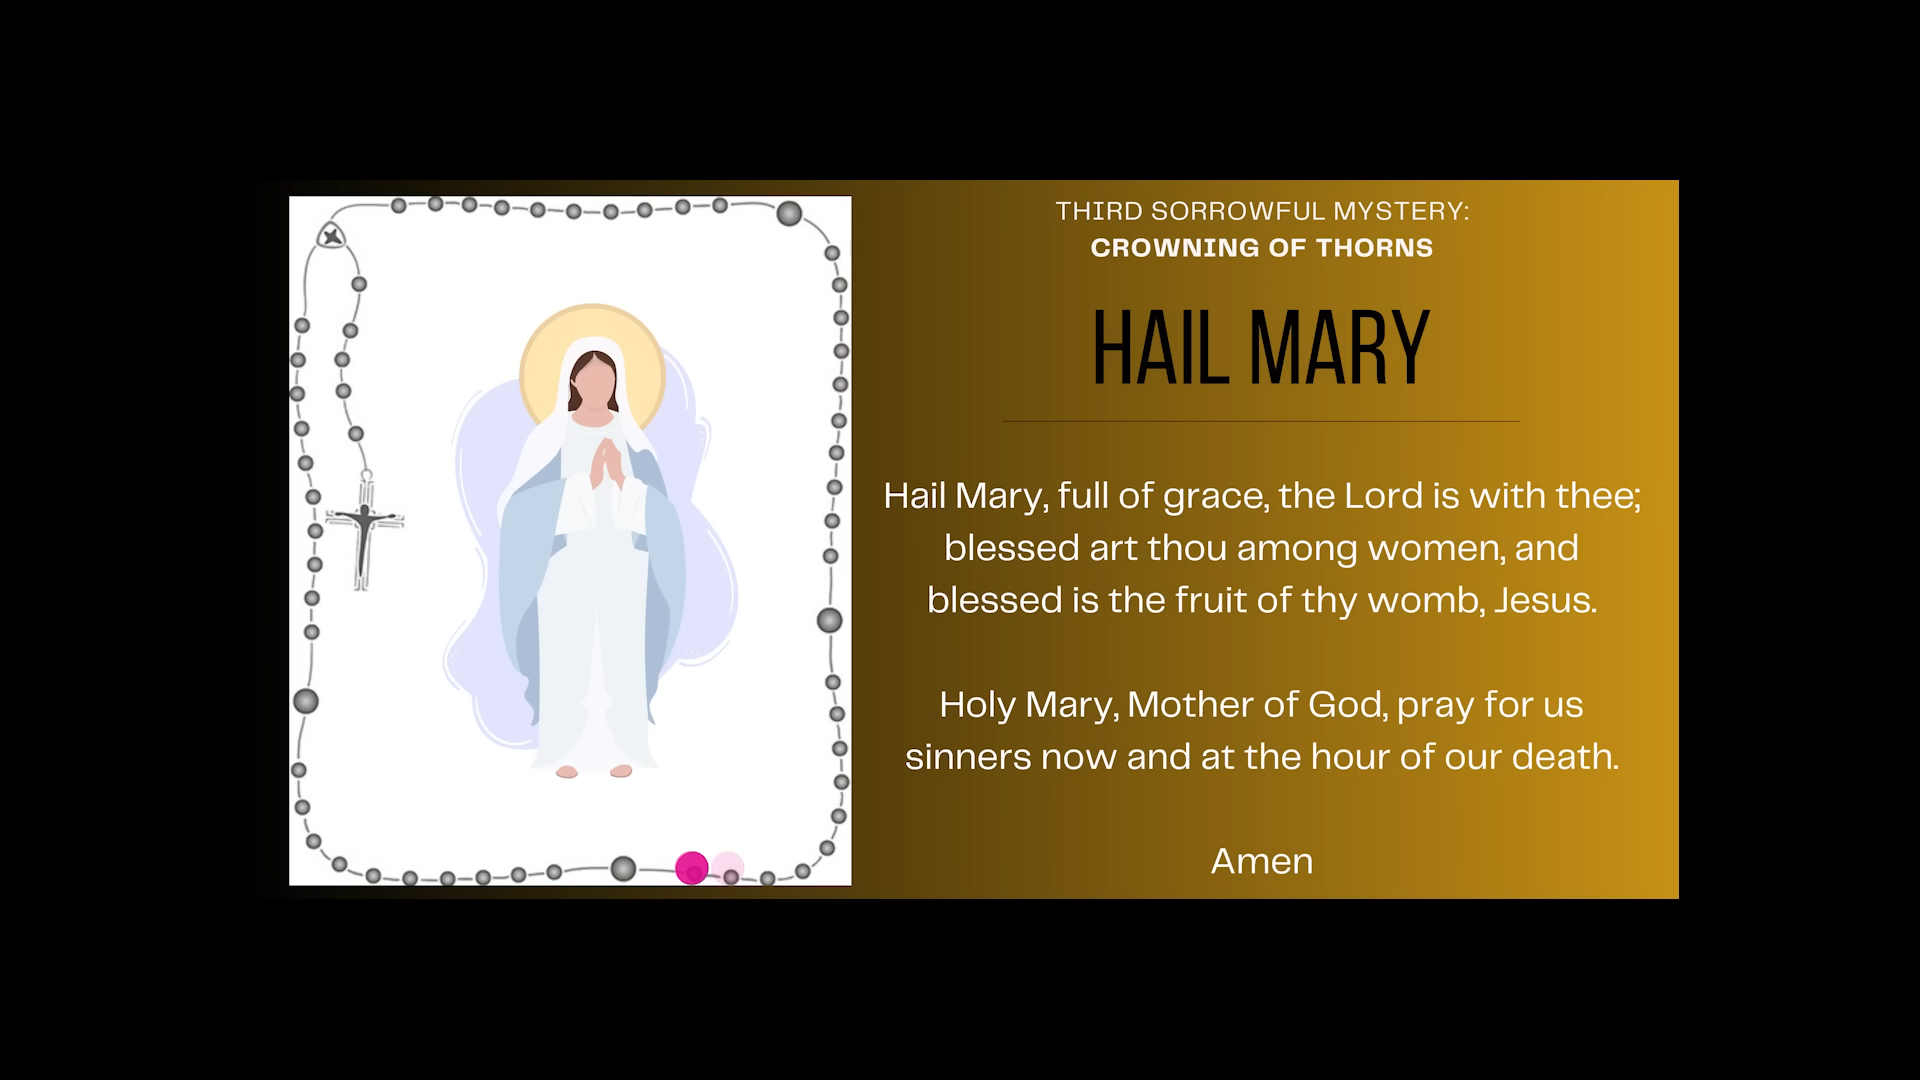 THIRD SORROWFUL MYSTERY:
CROWNING OF THORNS
HAIL MARY
Hail Mary, full of grace, the Lord is with thee;
blessed art thou among women, and
blessed is the fruit of thy womb, Jesus.
Holy Mary, Mother of God, pray for us
sinners now and at the hour of our death.
Amen